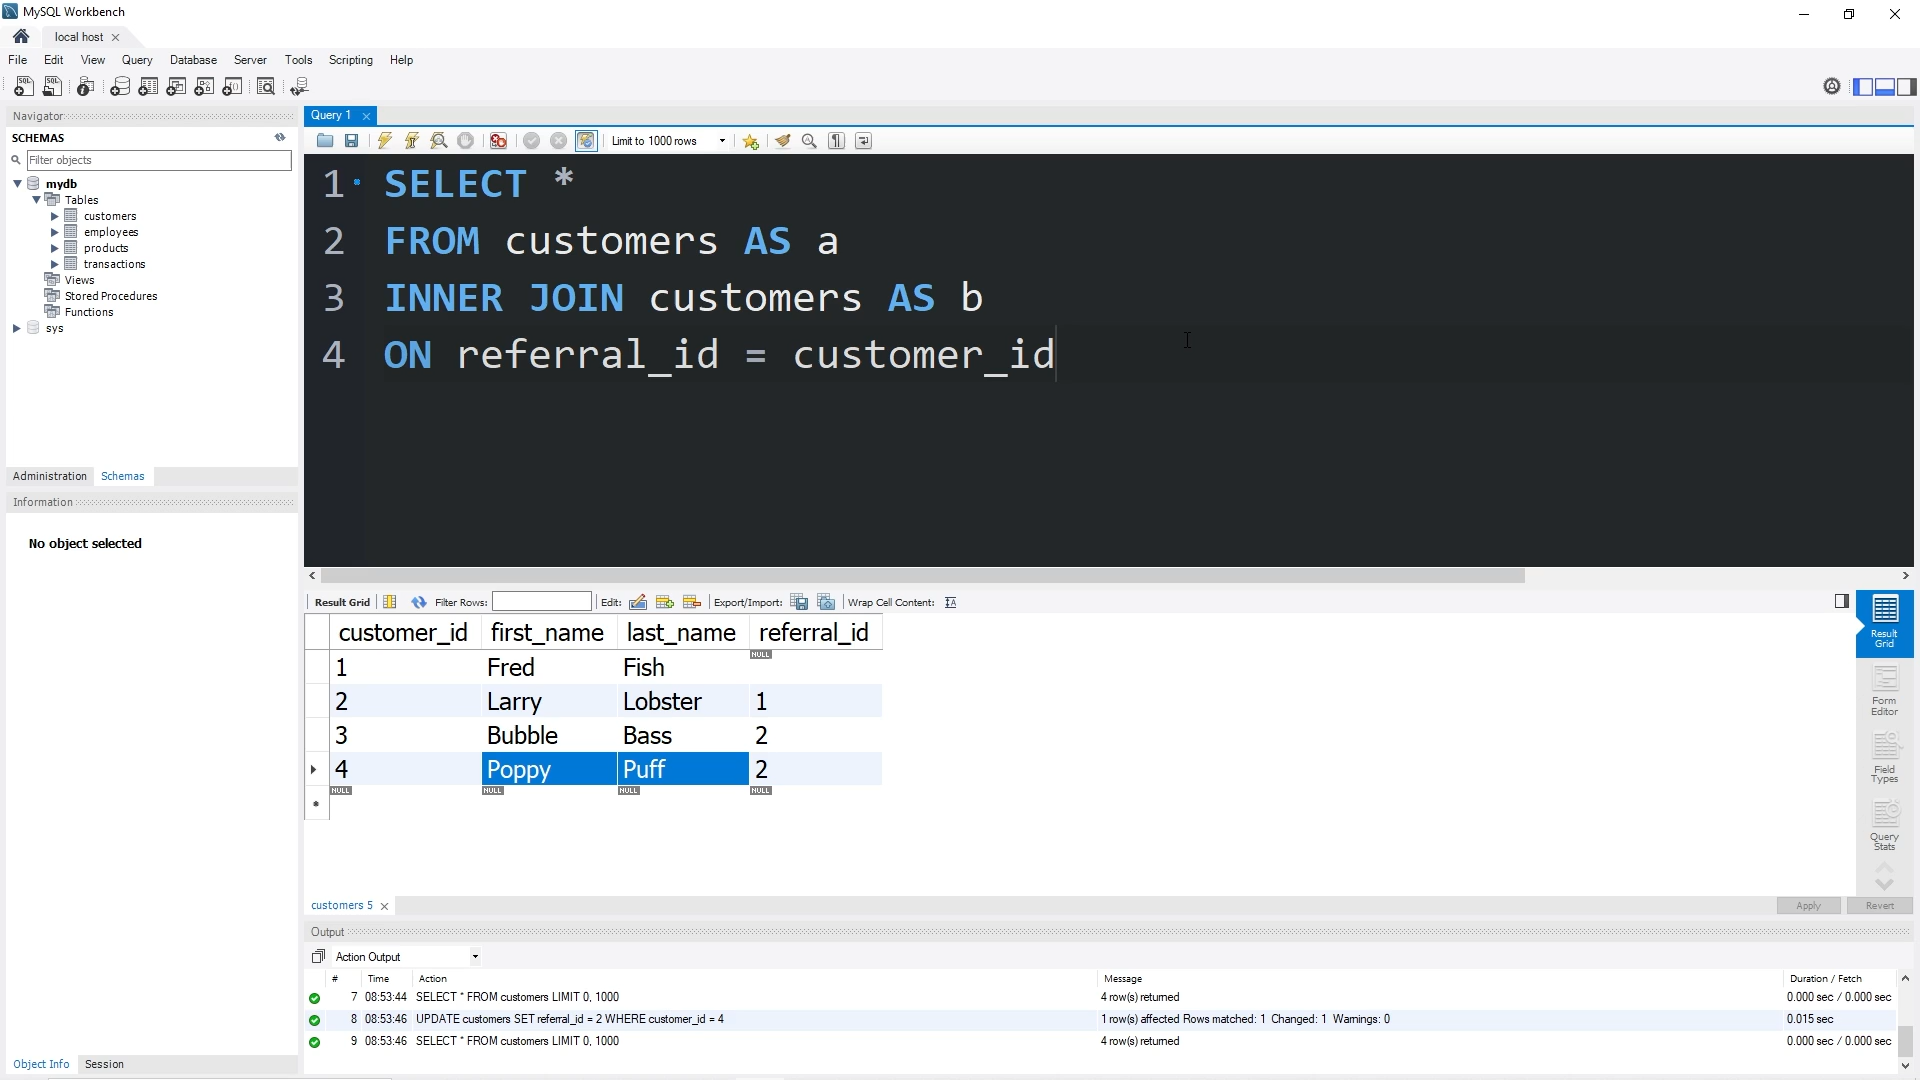 MySQL Workbench
local host
File Edit View Query Database Server Tools Scripting Help
Navigator
SCHEMAS
Filter objects
mydb
Tables
customers
employees
products
transactions
Views
Stored Procedures
Functions
sys
Administration Schemas
Information
No object selected
Object Info Session
Query 1
Limit to 1000 rows
1 SELECT *
2 FROM customers AS a
3 INNER JOIN customers AS b
4 ON referral_id = customer_id
Result Grid Filter Rows: Edit: Export/Import: Wrap Cell Content:
customer_id first_name last_name referral_id
1 Fred Fish NULL
2 Larry Lobster 1
3 Bubble Bass 2
4 Poppy Puff 2
NULL NULL NULL NULL
Result
Grid
Form
Editor
Field
Types
Query
Stats
customers 5
Apply Revert
Output
Action Output
# Time Action Message Duration / Fetch
7 08:53:44 SELECT * FROM customers LIMIT 0, 1000 4 row(s) returned 0.000 sec / 0.000 sec
8 08:53:46 UPDATE customers SET referral_id = 2 WHERE customer_id = 4 1 row(s) affected Rows matched: 1 Changed: 1 Warnings: 0 0.015 sec
9 08:53:46 SELECT * FROM customers LIMIT 0, 1000 4 row(s) returned 0.000 sec / 0.000 sec